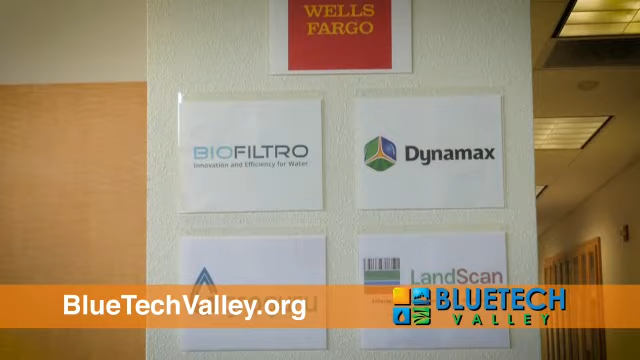 WELLS
FARGO
BIOFILTRO
Innovation and Efficiency for Water
Dynamax
LandScan
BlueTechValley.org
BLUETECH
VALLEY